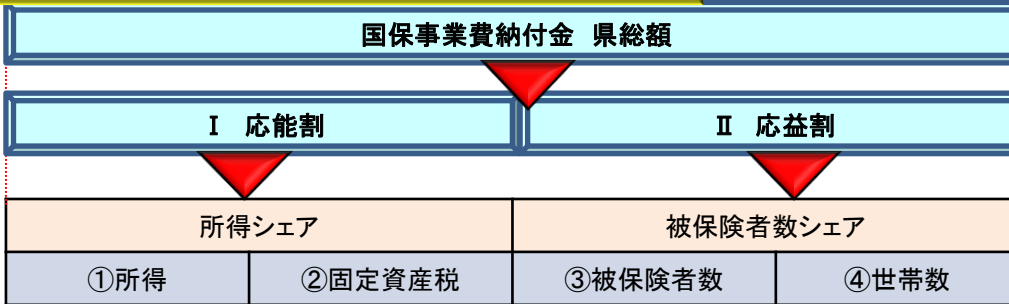 国保事業費納付金 県総額
Ⅰ 応能割
Ⅱ 応益割
所得シェア
被保険者数シェア
①所得
②固定資産税
③被保険者数
④世帯数